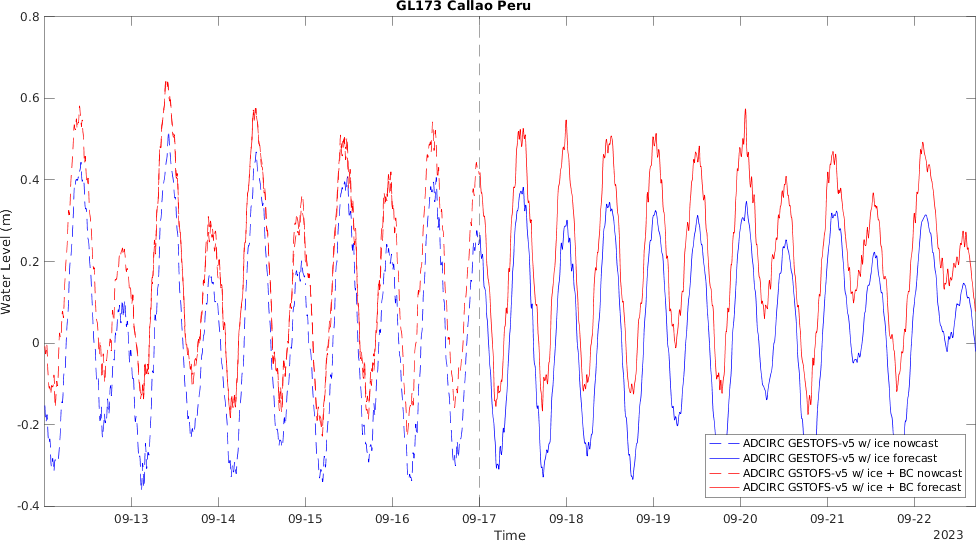 GL173 Callao Peru
0.8
0.6
0.4
0.2
0
-0.2
-0.4
Water Level (m)
ADCIRC GESTOFS-v5 w/ ice nowcast
ADCIRC GESTOFS-v5 w/ ice forecast
ADCIRC GSTOFS-v5 w/ ice + BC nowcast
ADCIRC GSTOFS-v5 w/ ice + BC forecast
09-13 09-14 09-15 09-16 09-17 09-18 09-19 09-20 09-21 09-22
Time
2023